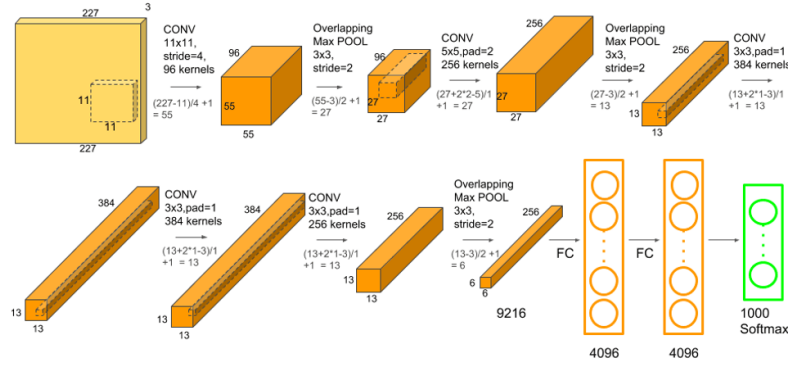 227
3
11
11
227
CONV
11x11,
stride=4,
96 kernels
(227-11)/4 +1
= 55
96
55
55
Overlapping
Max POOL
3x3,
stride=2
(55-3)/2 +1
= 27
96
27
27
CONV
5x5,pad=2
256 kernels
(27+2*2-5)/1
+1 = 27
256
27
27
Overlapping
Max POOL
3x3,
stride=2
(27-3)/2 +1
= 13
256
13
13
CONV
3x3,pad=1
384 kernels
(13+2*1-3)/1
+1 = 13
384
13
13
CONV
3x3,pad=1
384 kernels
(13+2*1-3)/1
+1 = 13
384
13
13
CONV
3x3,pad=1
256 kernels
(13+2*1-3)/1
+1 = 13
256
13
13
Overlapping
Max POOL
3x3,
stride=2
(13-3)/2 +1
= 6
256
6
6
9216
FC
4096
FC
4096
1000
Softmax